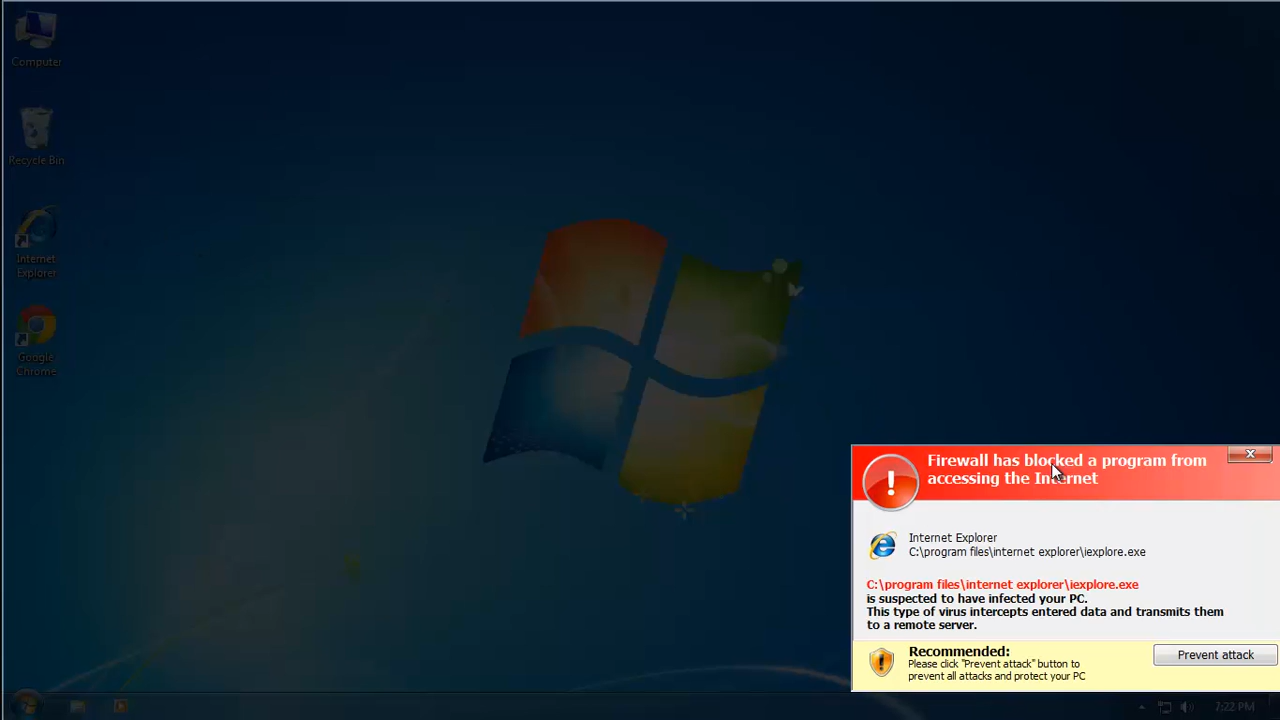 Computer
Recycle Bin
Internet
Explorer
Google
Chrome
Firewall has blocked a program from
accessing the Internet
Internet Explorer
C:\program files\internet explorer\iexplore.exe
C:\program files\internet explorer\iexplore.exe
is suspected to have infected your PC.
This type of virus intercepts entered data and transmits them
to a remote server.
Recommended:
Please click "Prevent attack" button to
prevent all attacks and protect your PC
Prevent attack
7:22 PM